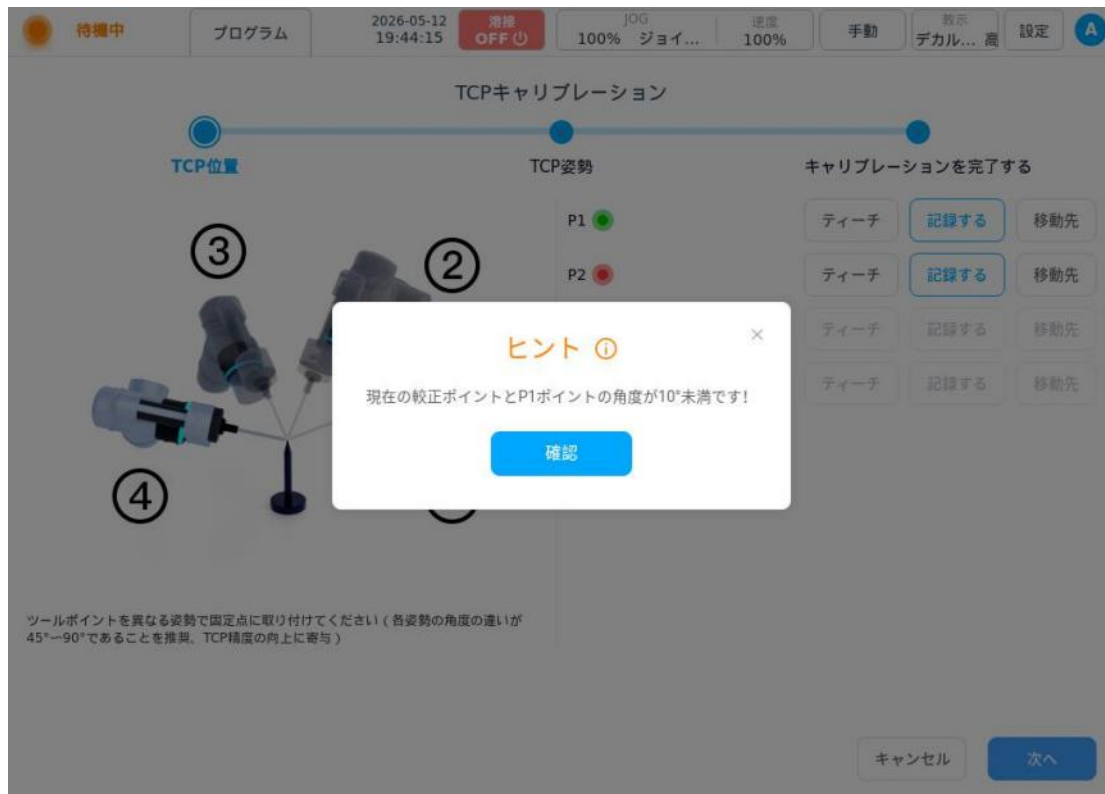 待機中
プログラム
2026-05-12
19:44:15
溶接
OFF
JOG
100% ジョイ...
速度
100%
手動
教示
デカル... 高
設定
A
TCPキャリブレーション
TCP位置
TCP姿勢
キャリブレーションを完了する
③
②
④
P1
ティーチ
記録する
移動先
P2
ティーチ
記録する
移動先
ティーチ
記録する
移動先
ティーチ
記録する
移動先
ヒント
×
現在の較正ポイントとP1ポイントの角度が10°未満です!
確認
ツールポイントを異なる姿勢で固定点に取り付けてください ( 各姿勢の角度の違いが
45°ー90°であることを推奨、TCP精度の向上に寄与 )
キャンセル
次へ